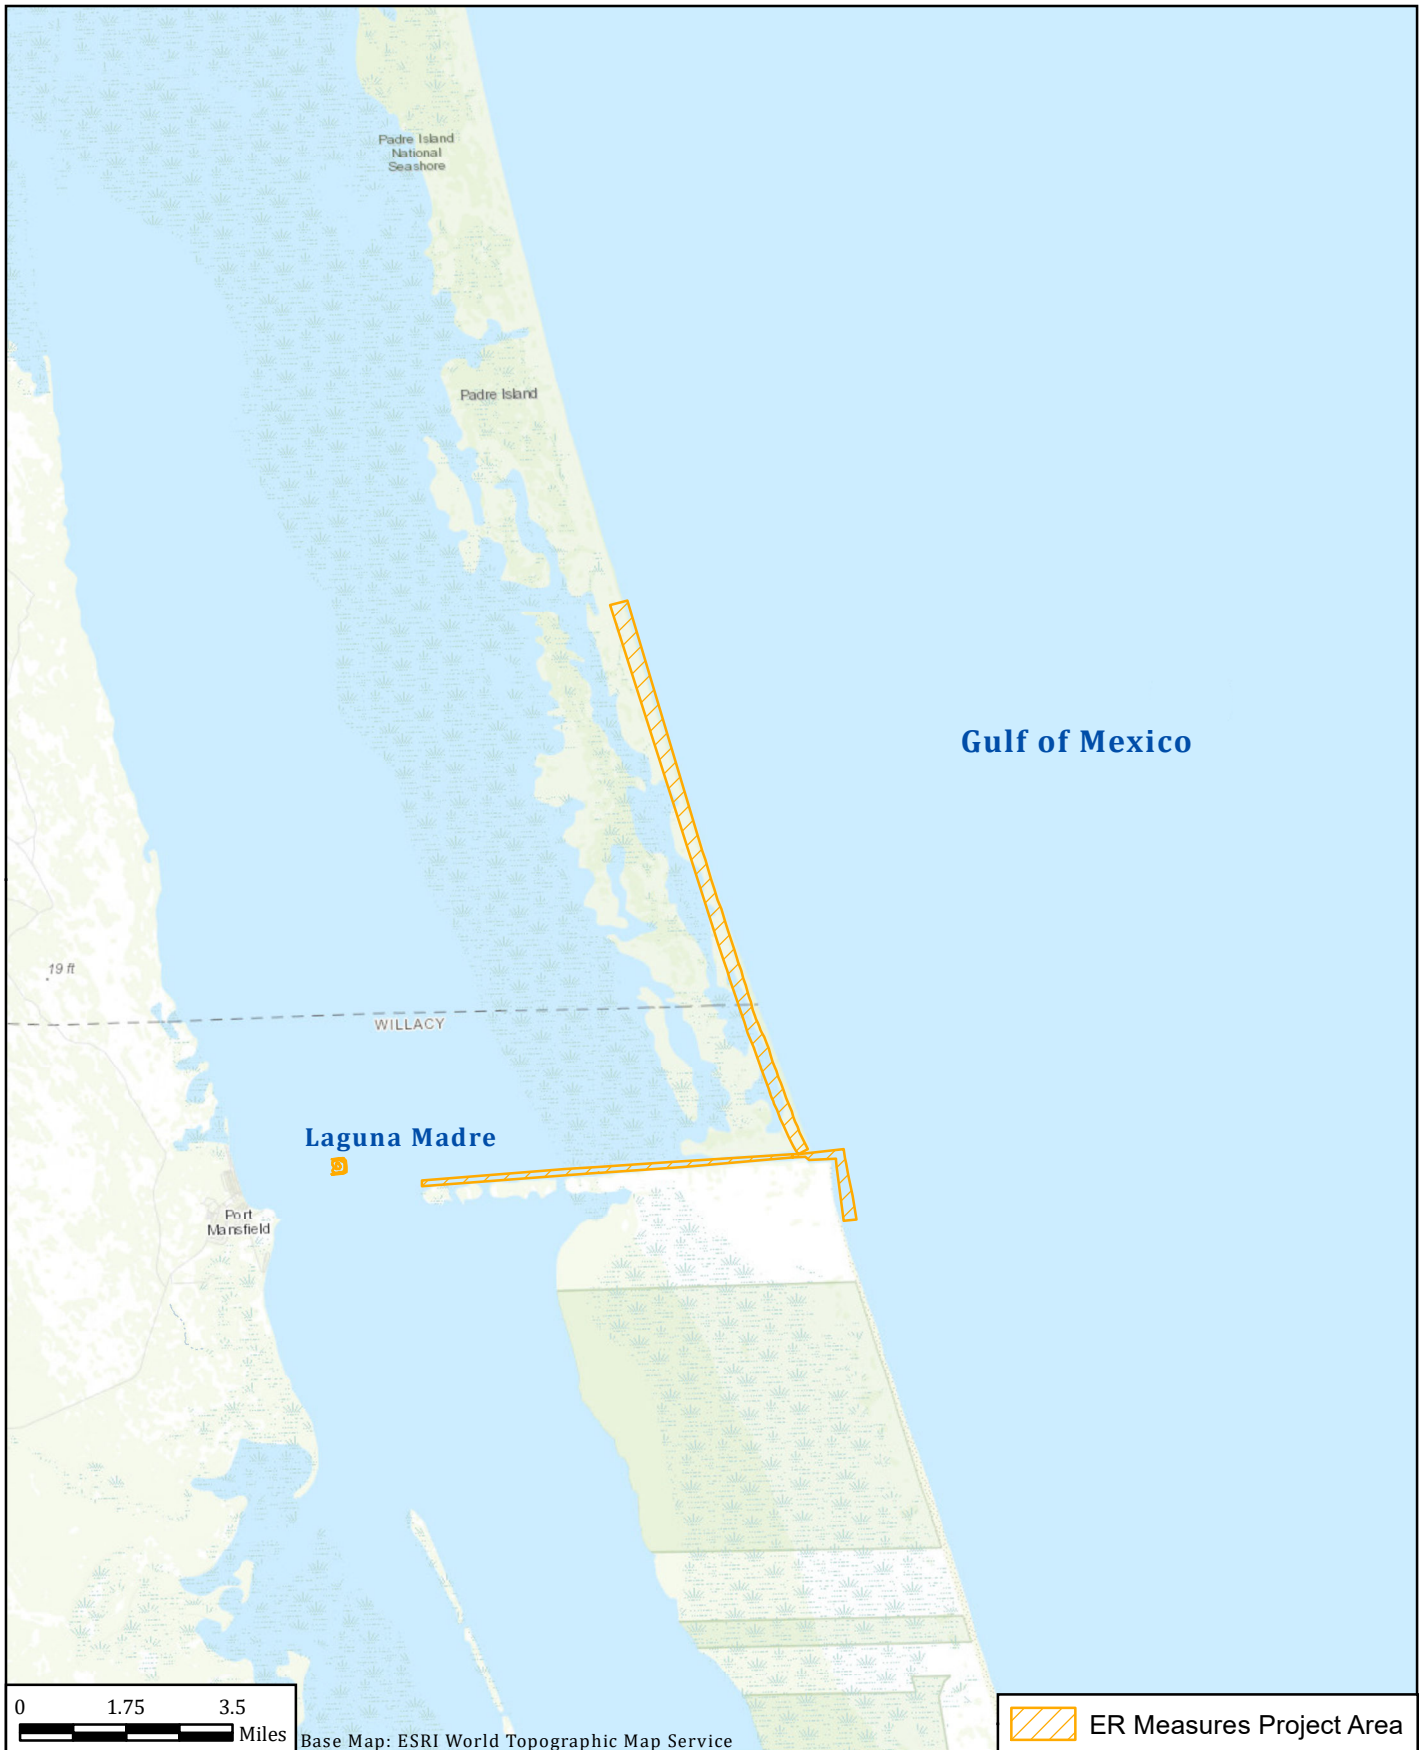 Padre Island
National
Seashore
Padre Island
Gulf of Mexico
19 ft
WILLACY
Laguna Madre
Port
Mansfield
0 1.75 3.5
Miles
Base Map: ESRI World Topographic Map Service
ER Measures Project Area